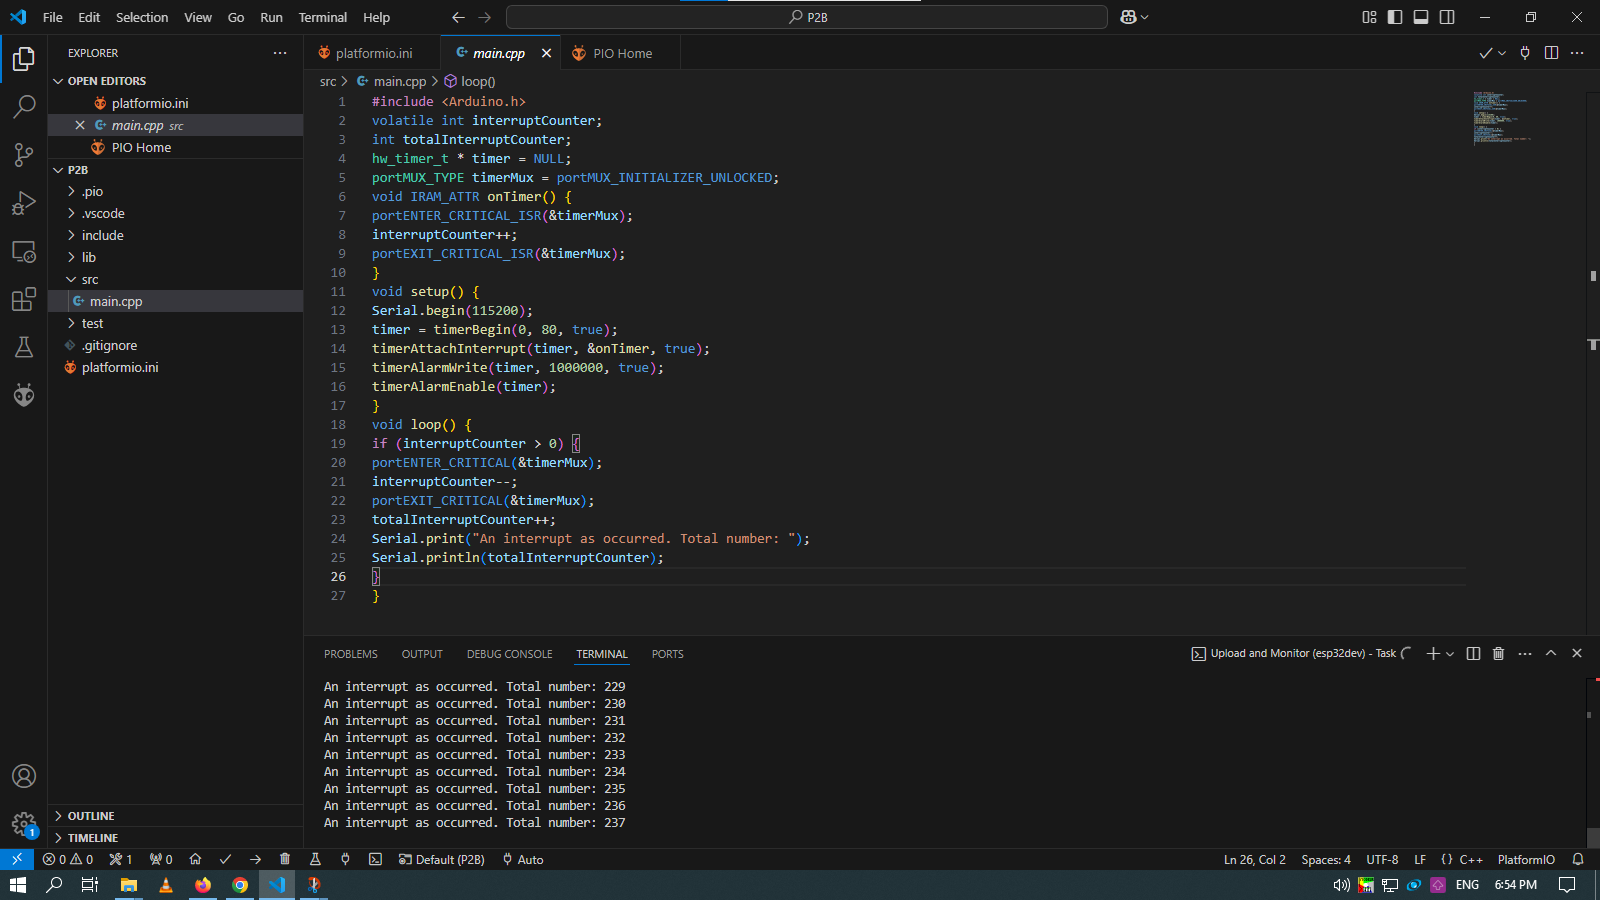 File Edit Selection View Go Run Terminal Help
P2B
EXPLORER
OPEN EDITORS
platformio.ini
main.cpp src
PIO Home
P2B
.pio
.vscode
include
lib
src
main.cpp
test
.gitignore
platformio.ini
OUTLINE
TIMELINE
platformio.ini main.cpp PIO Home
src main.cpp loop()
1 #include <Arduino.h>
2 volatile int interruptCounter;
3 int totalInterruptCounter;
4 hw_timer_t * timer = NULL;
5 portMUX_TYPE timerMux = portMUX_INITIALIZER_UNLOCKED;
6 void IRAM_ATTR onTimer() {
7 portENTER_CRITICAL_ISR(&timerMux);
8 interruptCounter++;
9 portEXIT_CRITICAL_ISR(&timerMux);
10 }
11 void setup() {
12 Serial.begin(115200);
13 timer = timerBegin(0, 80, true);
14 timerAttachInterrupt(timer, &onTimer, true);
15 timerAlarmWrite(timer, 1000000, true);
16 timerAlarmEnable(timer);
17 }
18 void loop() {
19 if (interruptCounter > 0) {
20 portENTER_CRITICAL(&timerMux);
21 interruptCounter--;
22 portEXIT_CRITICAL(&timerMux);
23 totalInterruptCounter++;
24 Serial.print("An interrupt as occurred. Total number: ");
25 Serial.println(totalInterruptCounter);
26 }
27 }
PROBLEMS OUTPUT DEBUG CONSOLE TERMINAL PORTS
Upload and Monitor (esp32dev) - Task
An interrupt as occurred. Total number: 229
An interrupt as occurred. Total number: 230
An interrupt as occurred. Total number: 231
An interrupt as occurred. Total number: 232
An interrupt as occurred. Total number: 233
An interrupt as occurred. Total number: 234
An interrupt as occurred. Total number: 235
An interrupt as occurred. Total number: 236
An interrupt as occurred. Total number: 237
1
0 0 1 0 Default (P2B) Auto
Ln 26, Col 2 Spaces: 4 UTF-8 LF {} C++ PlatformIO
ENG 6:54 PM